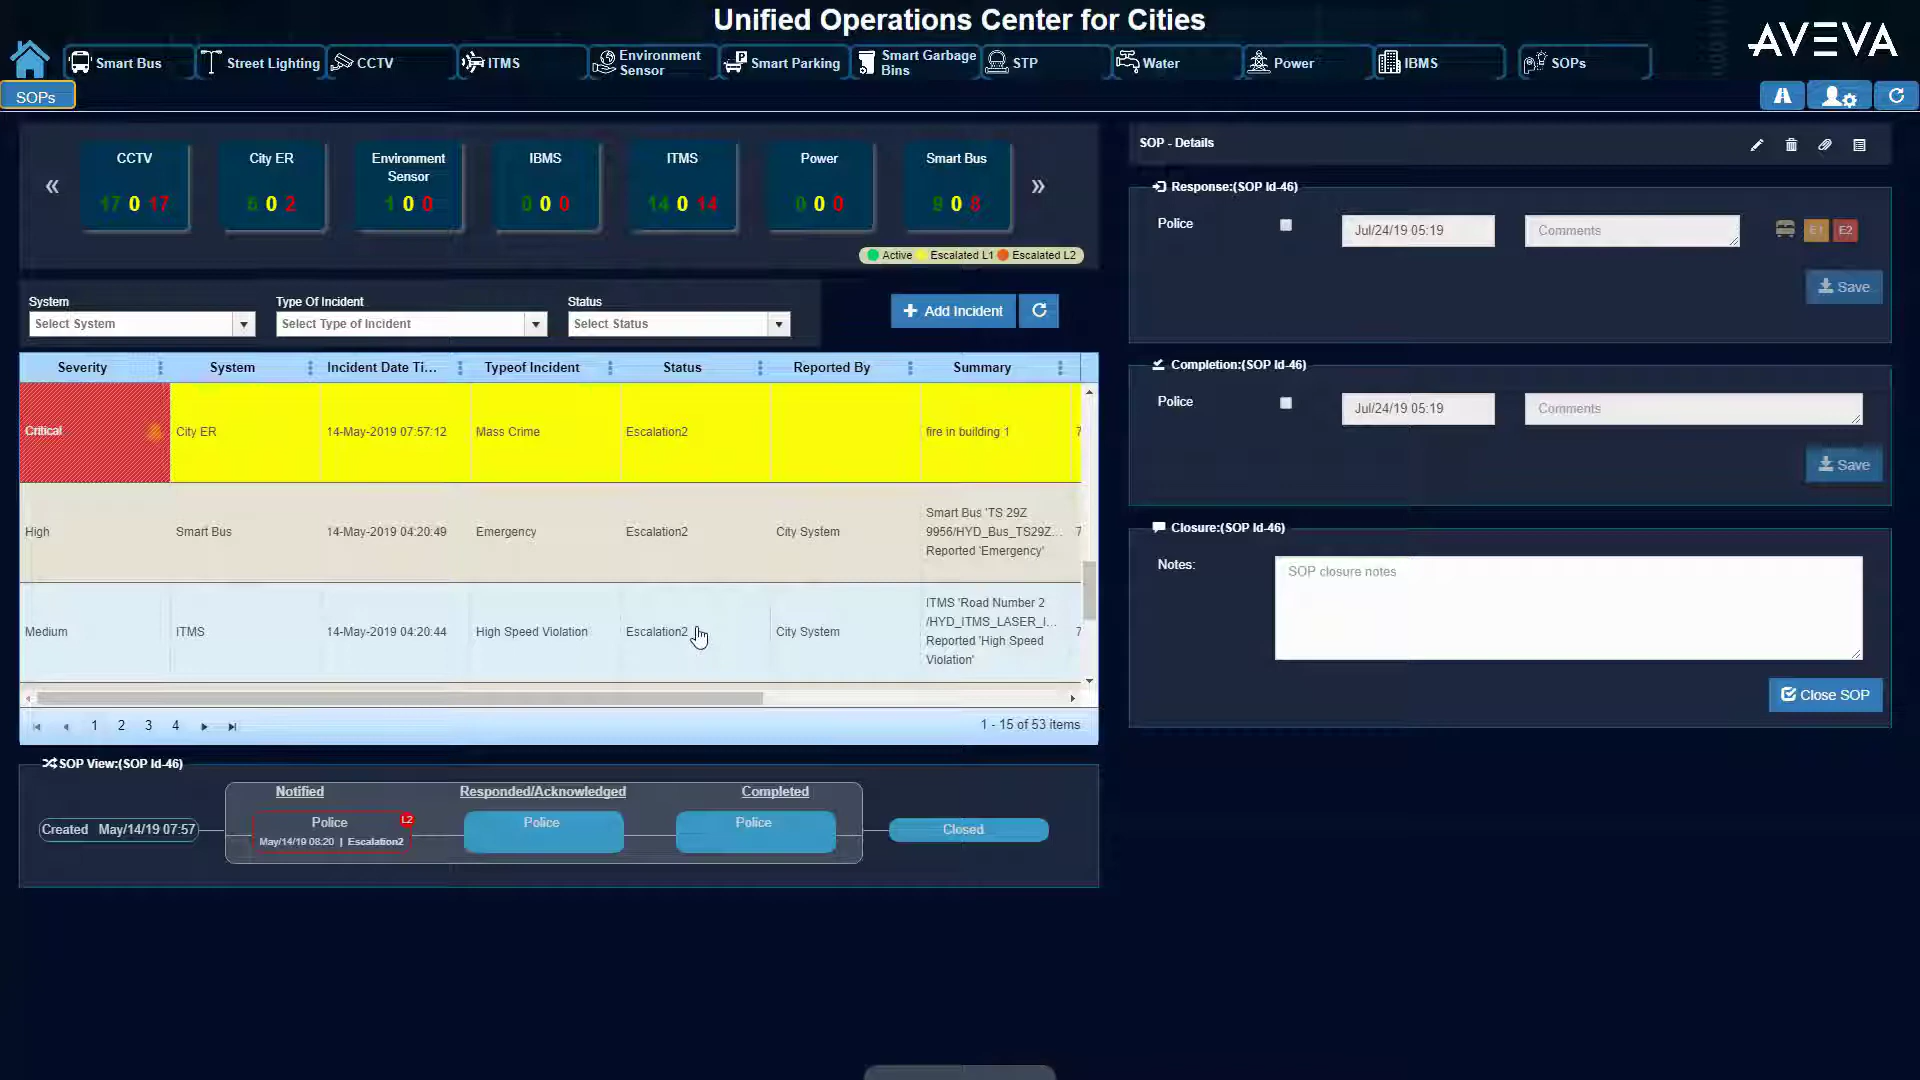 Unified Operations Center for Cities
AVEVA
Smart Bus
Street Lighting
CCTV
ITMS
Environment
Sensor
Smart Parking
Smart Garbage
Bins
STP
Water
Power
IBMS
SOPs
SOPs
CCTV
17 0 17
City ER
0 2
Environment
Sensor
1 0 0
IBMS
0 0 0
ITMS
14 0 14
Power
0 0 0
Smart Bus
0 8
« »
Active Escalated L1 Escalated L2
System
Select System
Type Of Incident
Select Type of Incident
Status
Select Status
+ Add Incident
Severity System Incident Date Ti... Typeof Incident Status Reported By Summary
Critical City ER 14-May-2019 07:57:12 Mass Crime Escalation2 fire in building 1 7
High Smart Bus 14-May-2019 04:20:49 Emergency Escalation2 City System
Smart Bus 'TS 29Z
9956/HYD_Bus_TS29Z...
Reported 'Emergency'
7
Medium ITMS 14-May-2019 04:20:44 High Speed Violation Escalation2 City System
ITMS 'Road Number 2
/HYD_ITMS_LASER_I...
Reported 'High Speed
Violation'
7
1 2 3 4
1 - 15 of 53 items
SOP View:(SOP Id-46)
Notified Responded/Acknowledged Completed
Created May/14/19 07:57
Police L2
May/14/19 08:20 | Escalation2
Police
Police
Closed
SOP - Details
Response:(SOP Id-46)
Police Jul/24/19 05:19 Comments E1 E2
Save
Completion:(SOP Id-46)
Police Jul/24/19 05:19 Comments
Save
Closure:(SOP Id-46)
Notes: SOP closure notes
Close SOP